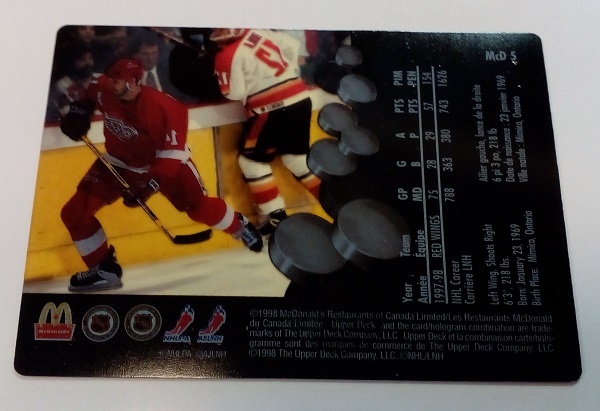 McD 5
Year Team GP G A PTS PIM
Année Équipe MD B P PTS PEN
1997-98 RED WINGS 75 28 29 57 154
NHL Career
Carrière LNH 788 363 380 743 1626
Left Wing, Shoots Right
6'3", 218 lbs.
Born: January 23, 1969
Birth Place: Mimico, Ontario
Ailier gauche, lance de la droite
6 pi 3 po, 218 lb
Date de naissance : 23 janvier 1969
Ville natale : Mimico, Ontario
McDonald's
NHLPA
AJLNH
©NHLPA ©AJLNH
©1998 McDonald's Restaurants of Canada Limited/Les Restaurants McDonald
du Canada Limitée Upper Deck and the card/hologram combination are trade-
marks of The Upper Deck Company, LLC. Upper Deck et la combinaison carte/holo-
gramme sont des marques de commerce de The Upper Deck Company, LLC
©1998 The Upper Deck Company, LLC. ©NHL/LNH